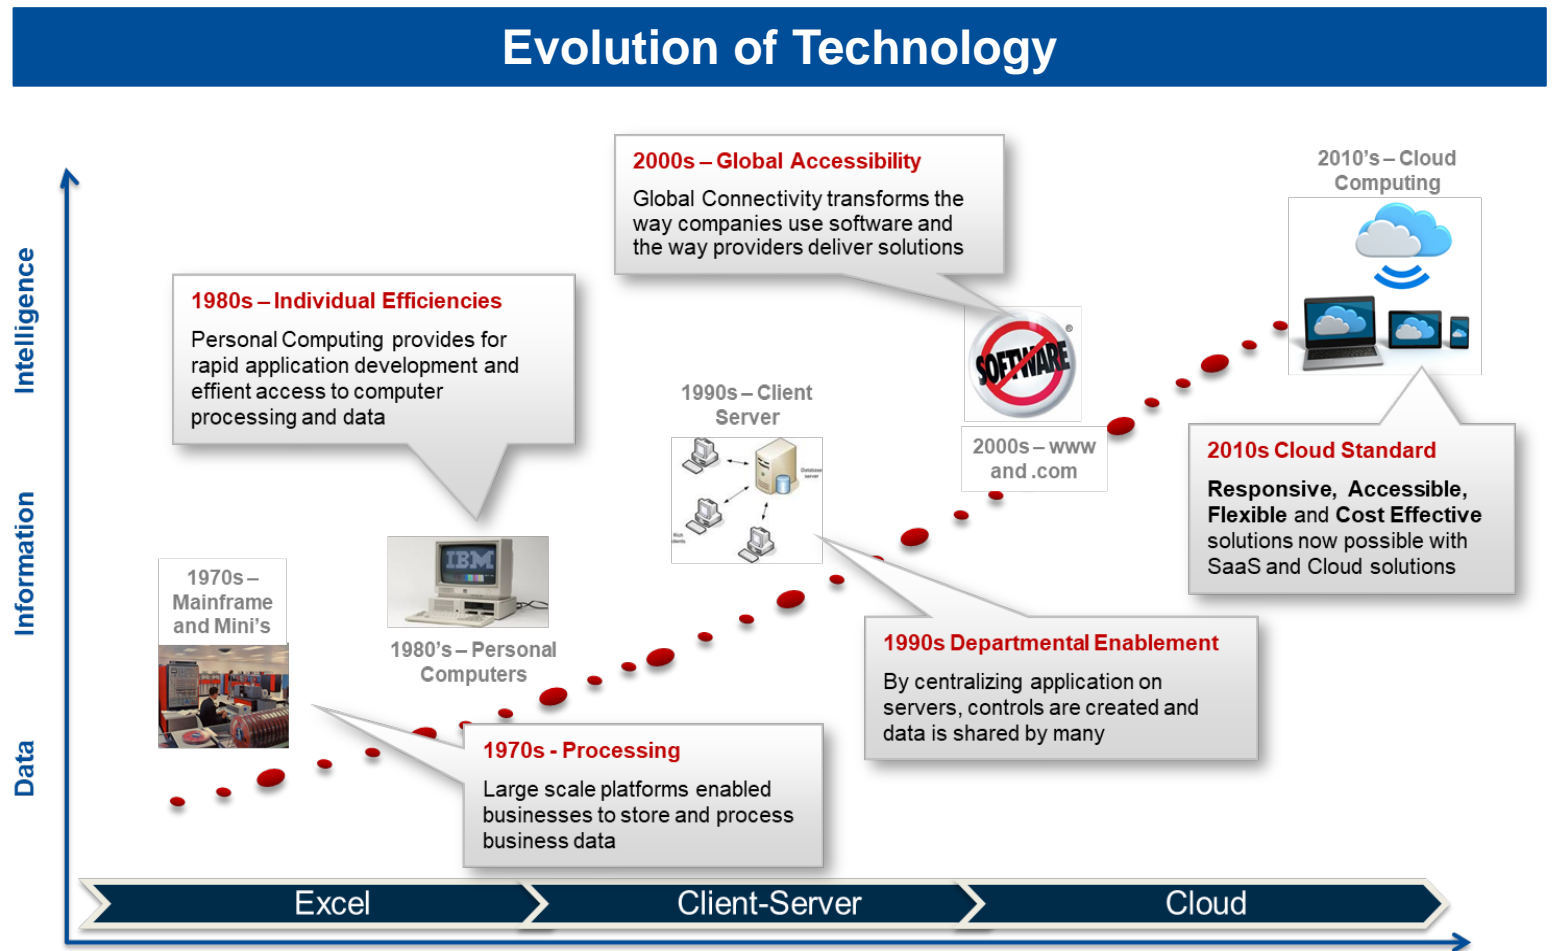 Evolution of Technology
Intelligence
Information
Data
1970s –
Mainframe
and Mini's
1980s – Individual Efficiencies
Personal Computing provides for
rapid application development and
effient access to computer
processing and data
IBM
1980's – Personal
Computers
1970s - Processing
Large scale platforms enabled
businesses to store and process
business data
1990s – Client
Server
Database
server
Rich
clients
1990s Departmental Enablement
By centralizing application on
servers, controls are created and
data is shared by many
2000s – Global Accessibility
Global Connectivity transforms the
way companies use software and
the way providers deliver solutions
SOFTWARE
®
2000s – www
and .com
2010's – Cloud
Computing
2010s Cloud Standard
Responsive, Accessible,
Flexible and Cost Effective
solutions now possible with
SaaS and Cloud solutions
Excel
Client-Server
Cloud